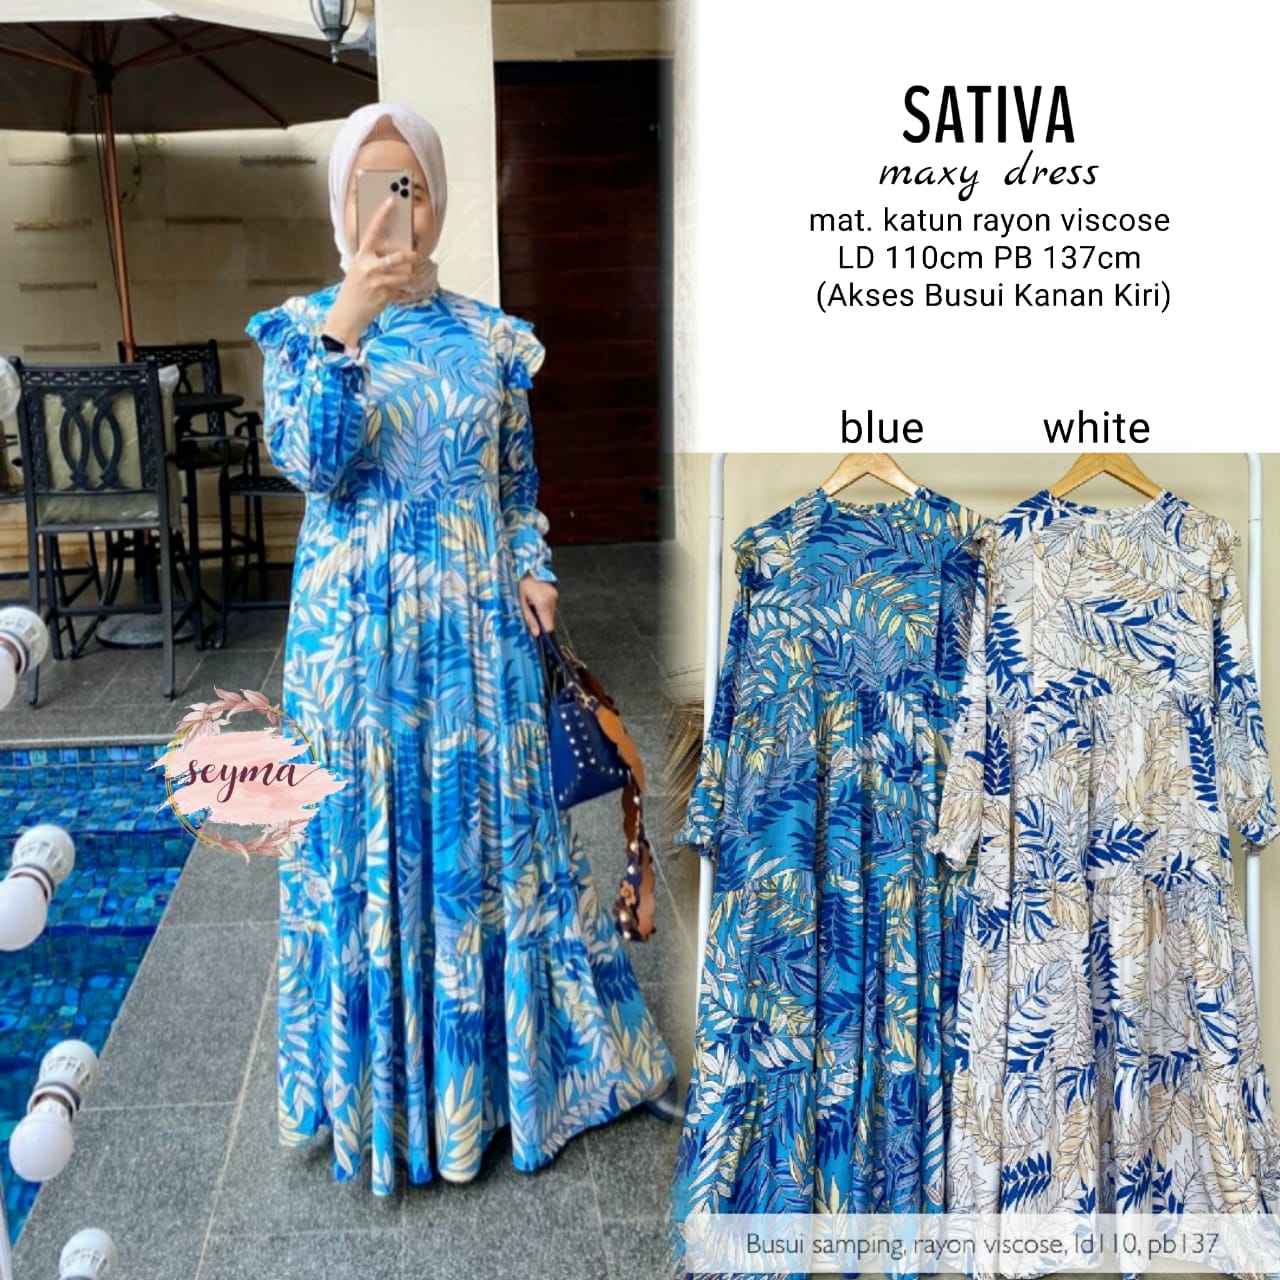 SATIVA
maxy dress
mat. katun rayon viscose
LD 110cm PB 137cm
(Akses Busui Kanan Kiri)
blue white
seyma
Busui samping, rayon viscose, ld110, pb137